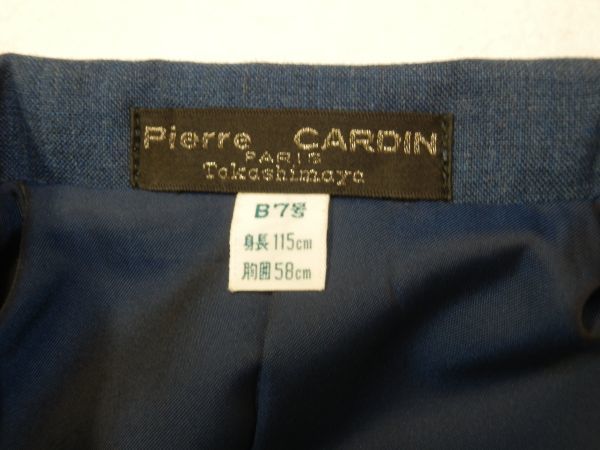 Pierre CARDIN
PARIS
Takashimaya
B7号
身長115cm
胸囲58cm